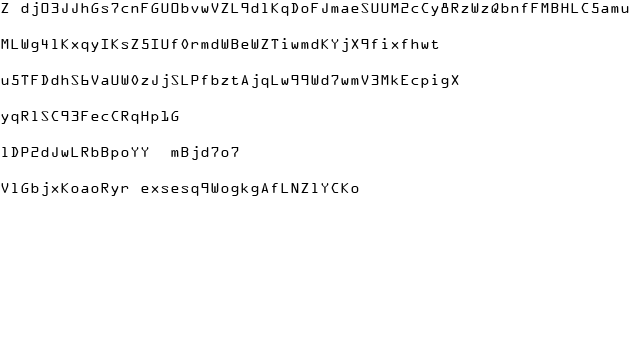 Z djO3JJhGs7cnFGUObvwVZL9d1KqDoFJmaeSUUM2cCy8RzWzQbnfFMBHLC5amu
MLWg41KxqyIKsZ5IUf0rmdWBeWZTiwmdKYjX9fixfhwt
u5TFDdhS6VaUW0zJjSLPfbztAjqLw99Wd7wmV3MkEcpigX
yqR1SC93FecCRqHp1G
1DP2dJwLRbBpoYY  mBjd7o7
V1GbjxKoaoRyr exsesq9WogkgAfLNZ1YCKo